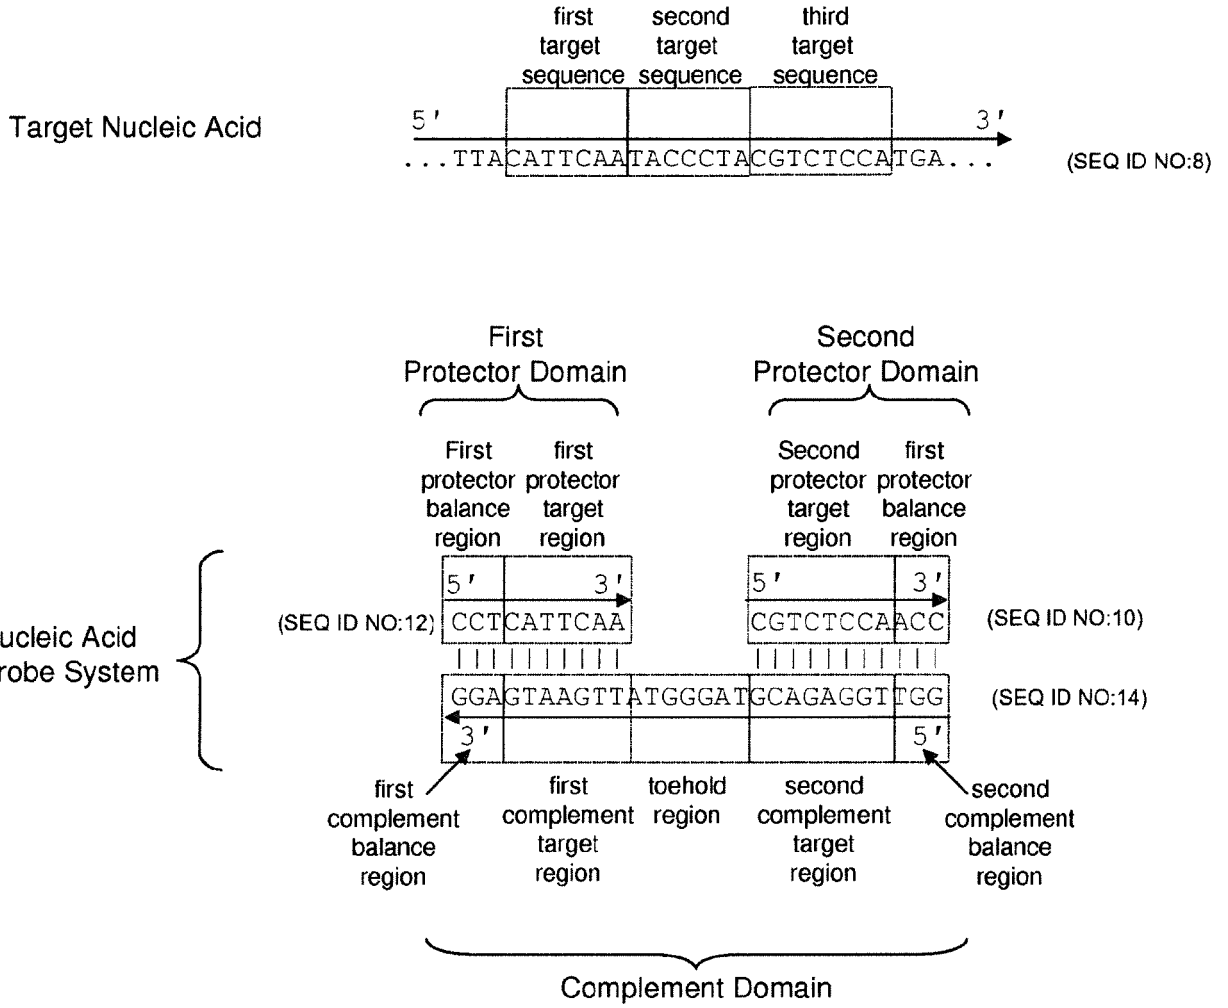 first second third
target target target
sequence sequence sequence
Target Nucleic Acid
5' 3'
...TTACATTCAATACCCTACGTCTCCATGA...
(SEQ ID NO:8)
First Second
Protector Domain Protector Domain
First first Second first
protector protector protector protector
balance target target balance
region region region region
5' 3' 5' 3'
(SEQ ID NO:12) CCTCATTCAA CGTCTCCAACC (SEQ ID NO:10)
ucleic Acid
robe System
GGAGTAAGTTATGGGATGCAGAGGTTGG (SEQ ID NO:14)
3' 5'
first first toehold second second
complement complement region complement complement
balance target target balance
region region region region
Complement Domain